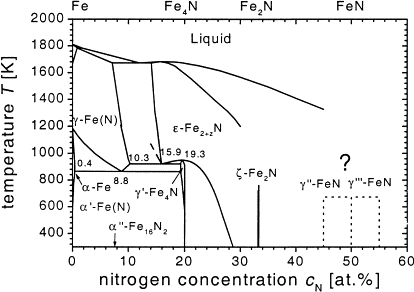 Fe Fe₄N Fe₂N FeN
2000
1800
1600
1400
1200
1000
800
600
400
temperature T [K]
Liquid
γ-Fe(N)
ε-Fe₂₊zN
10.3
15.9
19.3
0.4
8.8
α-Fe
γ'-Fe₄N
ζ-Fe₂N
?
γ''-FeN
γ'''-FeN
α'-Fe(N)
α''-Fe₁₆N₂
0 10 20 30 40 50 60
nitrogen concentration cN [at.%]